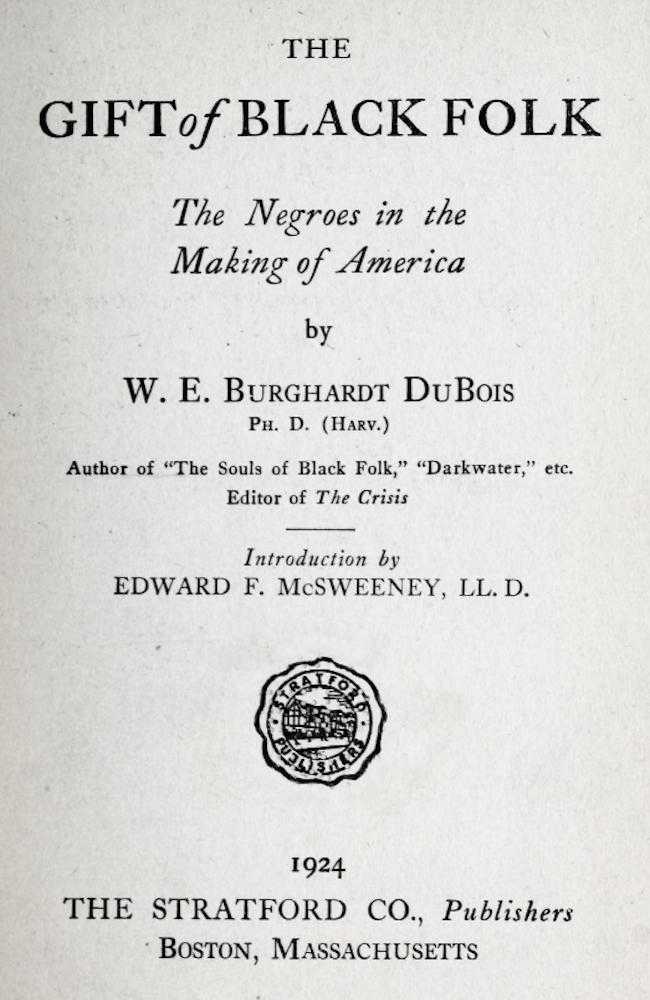 THE
GIFT of BLACK FOLK
The Negroes in the
Making of America
by
W. E. BURGHARDT DUBOIS
PH. D. (HARV.)
Author of “The Souls of Black Folk,” “Darkwater,” etc.
Editor of The Crisis
Introduction by
EDWARD F. McSWEENEY, LL. D.
STRATFORD
PUBLISHERS
1924
THE STRATFORD CO., Publishers
BOSTON, MASSACHUSETTS